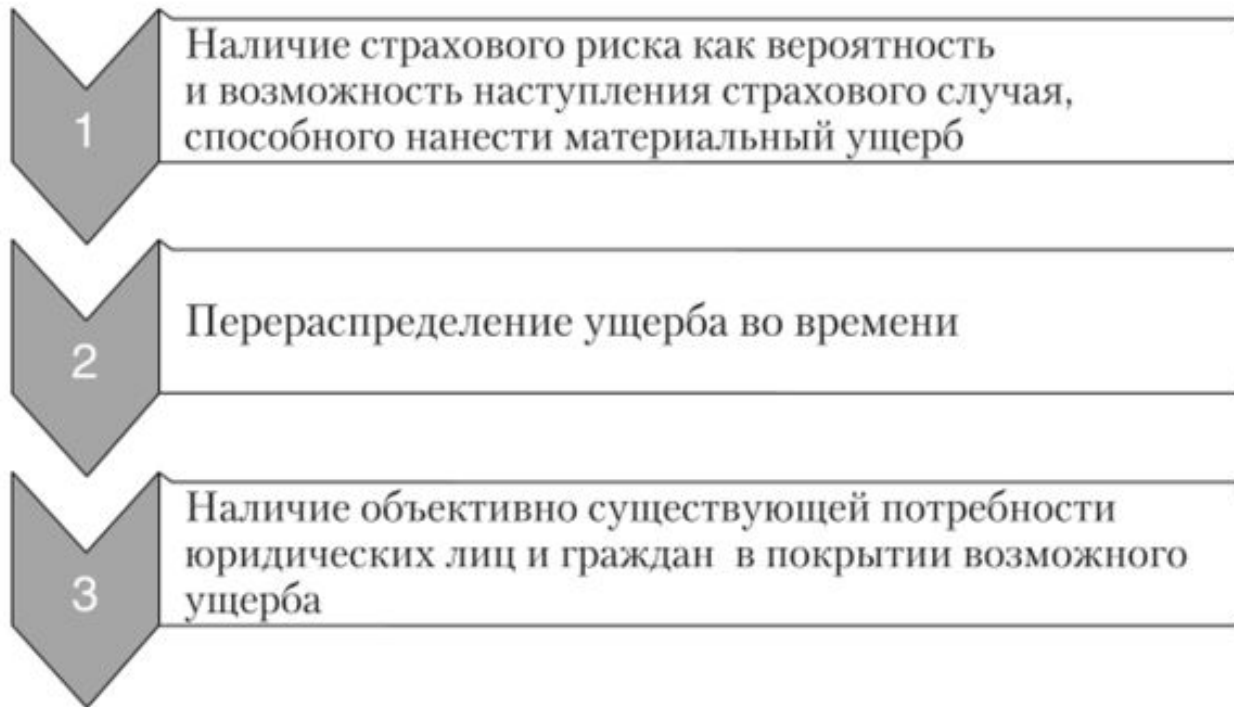 1
Наличие страхового риска как вероятность
и возможность наступления страхового случая,
способного нанести материальный ущерб
2
Перераспределение ущерба во времени
3
Наличие объективно существующей потребности
юридических лиц и граждан в покрытии возможного
ущерба